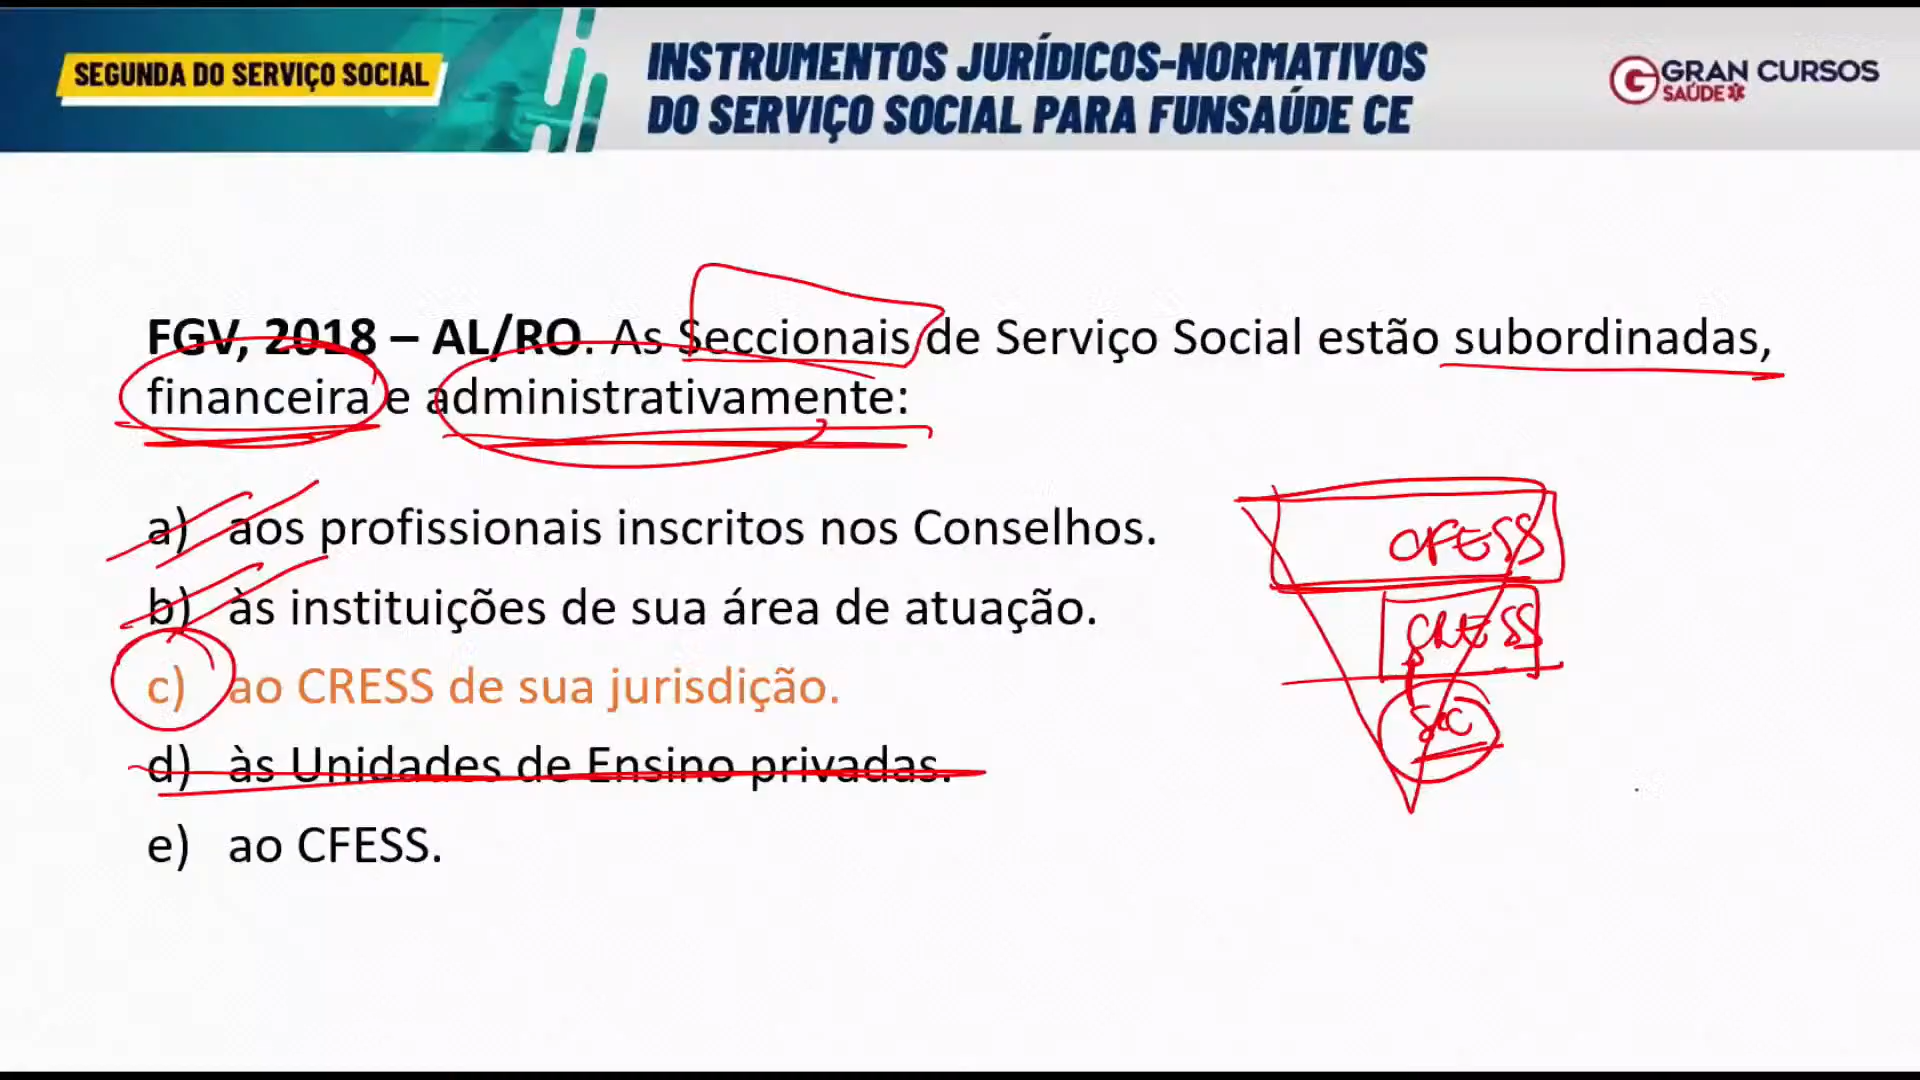 SEGUNDA DO SERVIÇO SOCIAL
INSTRUMENTOS JURÍDICOS-NORMATIVOS
DO SERVIÇO SOCIAL PARA FUNSAÚDE CE
GRAN CURSOS
SAÚDE
FGV, 2018 – AL/RO. As Seccionais de Serviço Social estão subordinadas,
financeira e administrativamente:
a) aos profissionais inscritos nos Conselhos.
b) às instituições de sua área de atuação.
c) ao CRESS de sua jurisdição.
d) às Unidades de Ensino privadas.
e) ao CFESS.
CFESS
CRESS
SEC